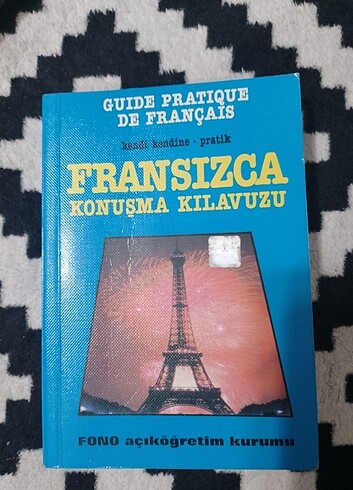 GUIDE PRATIQUE
DE FRANÇAIS
kendi kendine - pratik
FRANSIZCA
KONUŞMA KILAVUZU
FONO açıköğretim kurumu